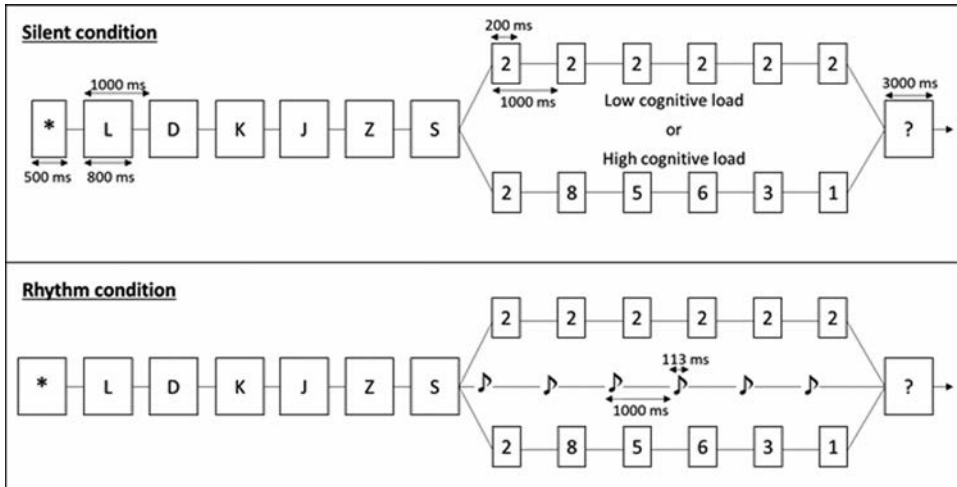 Silent condition
200 ms
2 2 2 2 2 2
1000 ms
1000 ms
3000 ms
Low cognitive load
* L D K J Z S
or
?
High cognitive load
500 ms
800 ms
2 8 5 6 3 1
Rhythm condition
2 2 2 2 2 2
113 ms
* L D K J Z S
?
1000 ms
2 8 5 6 3 1